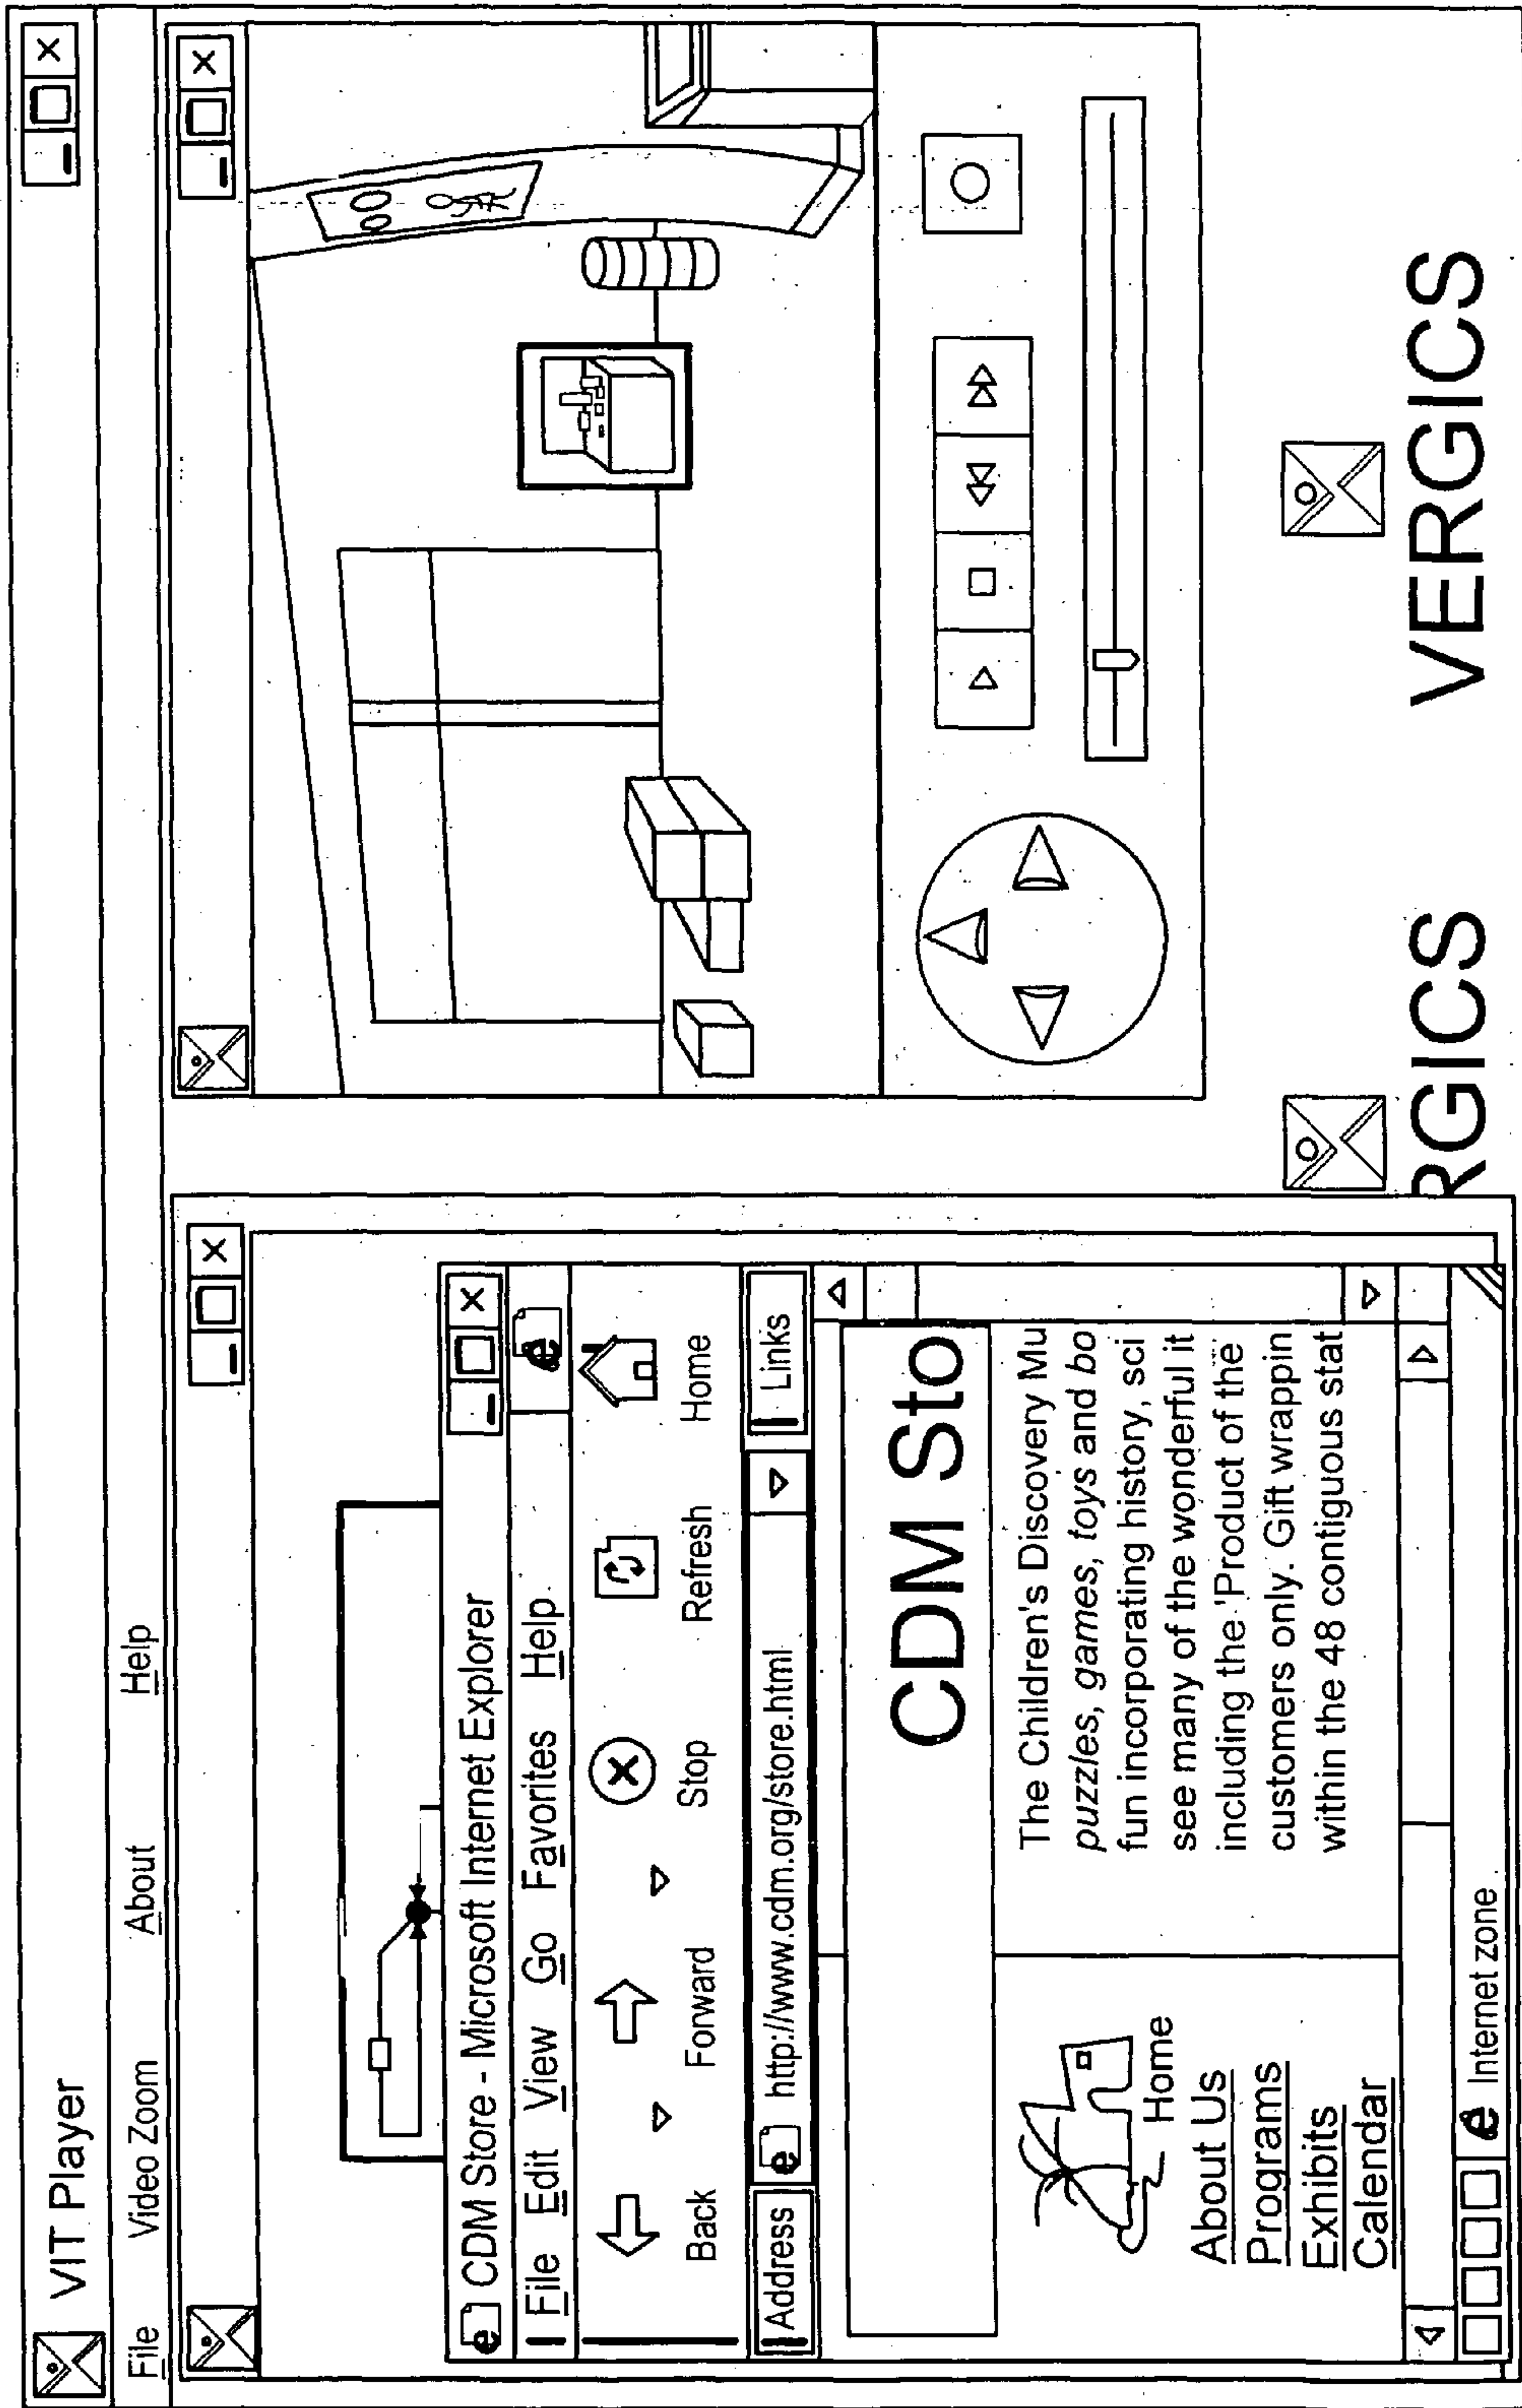 VIT Player
File Video Zoom About Help
CDM Store - Microsoft Internet Explorer
File Edit View Go Favorites Help
Back Forward Stop Refresh Home
Address http://www.cdm.org/store.html Links
CDM Sto
The Children's Discovery Mu
puzzles, games, toys and bo
fun incorporating history, sci
see many of the wonderful it
including the 'Product of the
customers only. Gift wrappin
within the 48 contiguous stat
Home
About Us
Programs
Exhibits
Calendar
Internet zone
RGICS VERGICS